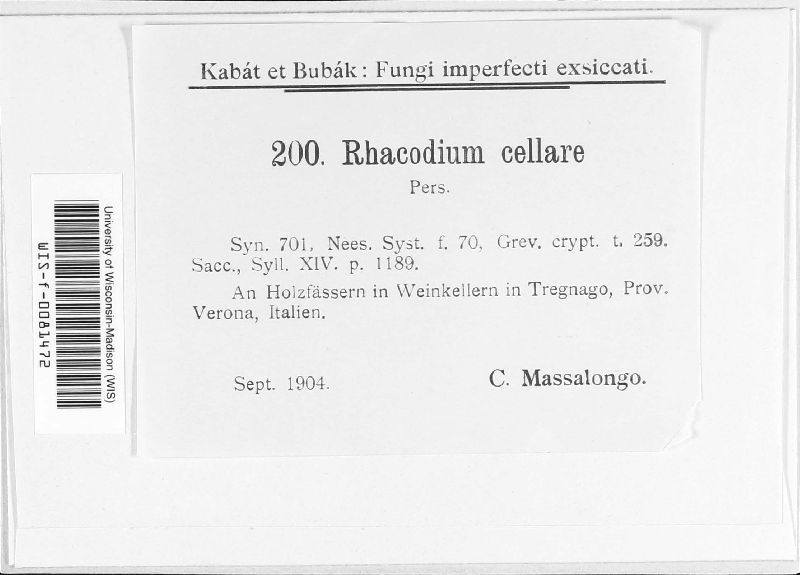 Kabát et Bubák: Fungi imperfecti exsiccati.
200. Rhacodium cellare
Pers.
Syn. 701, Nees. Syst. f. 70, Grev. crypt. t. 259.
Sacc., Syll. XIV. p. 1189.
An Holzfässern in Weinkellern in Tregnago, Prov.
Verona, Italien.
Sept. 1904.
C. Massalongo.
University of Wisconsin-Madison (WIS)
WIS-f-0081472